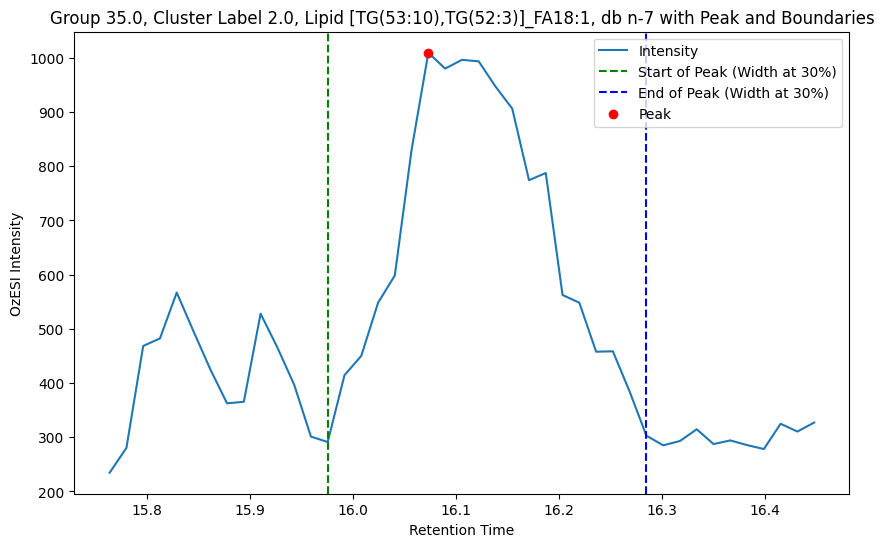 Group 35.0, Cluster Label 2.0, Lipid [TG(53:10),TG(52:3)]_FA18:1, db n-7 with Peak and Boundaries
Intensity
Start of Peak (Width at 30%)
End of Peak (Width at 30%)
Peak
OzESI Intensity
1000
900
800
700
600
500
400
300
200
15.8
15.9
16.0
16.1
16.2
16.3
16.4
Retention Time